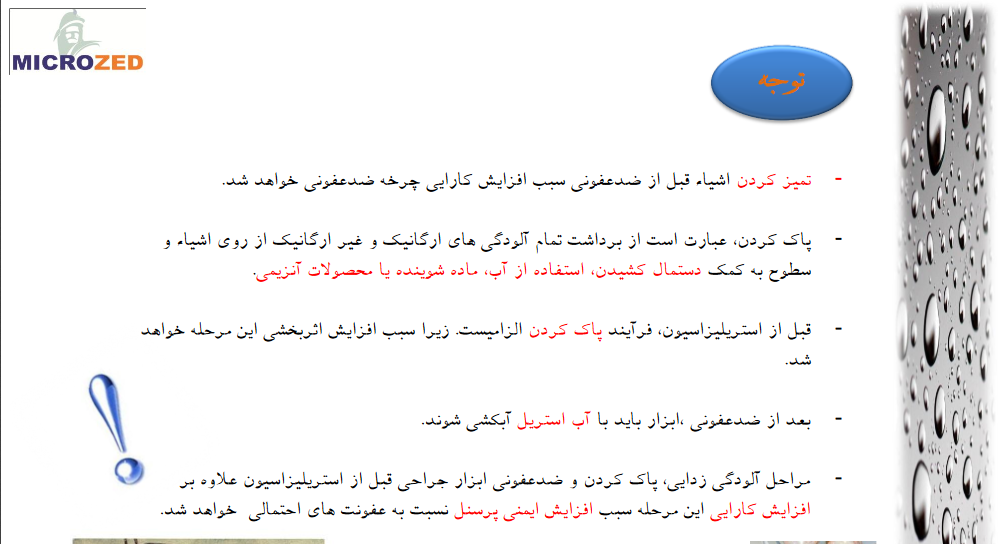 MICROZED
توجه
- تمیز کردن اشیاء قبل از ضدعفونی سبب افزایش کارایی چرخه ضدعفونی خواهد شد.
- پاک کردن، عبارت است از برداشت تمام آلودگی های ارگانیک و غیر ارگانیک از روی اشیاء و
سطوح به کمک دستمال کشیدن، استفاده از آب، ماده شوینده یا محصولات آنزیمی.
- قبل از استریلیزاسیون، فرآیند پاک کردن الزامیست. زیرا سبب افزایش اثربخشی این مرحله خواهد
شد.
- بعد از ضدعفونی ،ابزار باید با آب استریل آبکشی شوند.
- مراحل آلودگی زدایی، پاک کردن و ضدعفونی ابزار جراحی قبل از استریلیزاسیون علاوه بر
افزایش کارایی این مرحله سبب افزایش ایمنی پرسنل نسبت به عفونت های احتمالی خواهد شد.